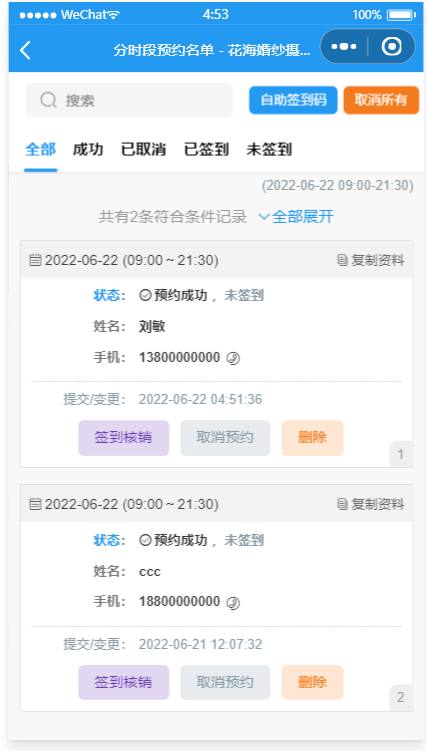 WeChat 4:53 100%
分时段预约名单 - 花海婚纱摄...
搜索 自助签到码 取消所有
全部 成功 已取消 已签到 未签到
(2022-06-22 09:00-21:30)
共有2条符合条件记录 全部展开
2022-06-22 (09:00~21:30) 复制资料
状态: 预约成功, 未签到
姓名: 刘敏
手机: 13800000000
提交/变更: 2022-06-22 04:51:36
签到核销 取消预约 删除
1
2022-06-22 (09:00~21:30) 复制资料
状态: 预约成功, 未签到
姓名: ccc
手机: 18800000000
提交/变更: 2022-06-21 12:07:32
签到核销 取消预约 删除
2